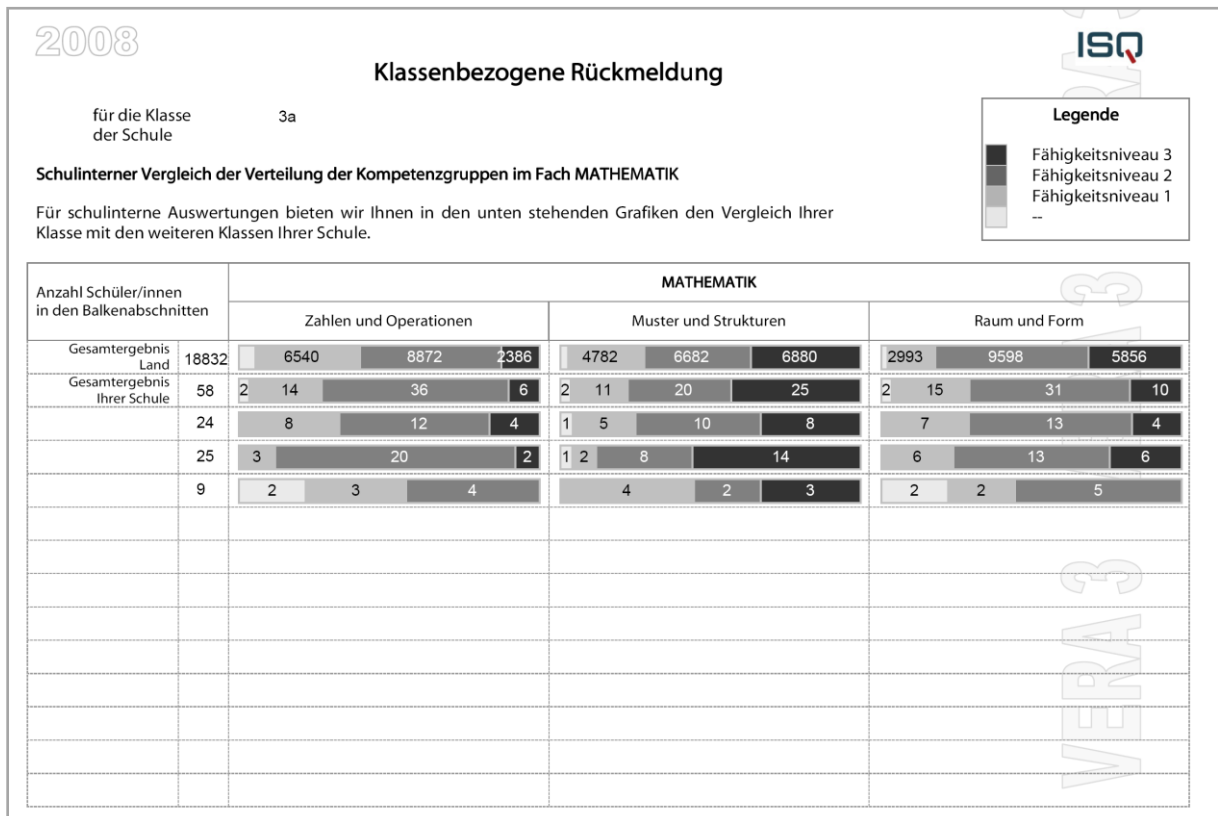 2008
ISQ
Klassenbezogene Rückmeldung
für die Klasse 3a
der Schule
Legende
Fähigkeitsniveau 3
Fähigkeitsniveau 2
Fähigkeitsniveau 1
--
Schulinterner Vergleich der Verteilung der Kompetenzgruppen im Fach MATHEMATIK
Für schulinterne Auswertungen bieten wir Ihnen in den unten stehenden Grafiken den Vergleich Ihrer
Klasse mit den weiteren Klassen Ihrer Schule.
Anzahl Schüler/innen
in den Balkenabschnitten
MATHEMATIK
Zahlen und Operationen Muster und Strukturen Raum und Form
Gesamtergebnis
Land 18832 6540 8872 2386 4782 6682 6880 2993 9598 5856
Gesamtergebnis
Ihrer Schule 58 2 14 36 6 2 11 20 25 2 15 31 10
24 8 12 4 1 5 10 8 7 13 4
25 3 20 2 1 2 8 14 6 13 6
9 2 3 4 4 2 3 2 2 5
VERA 3